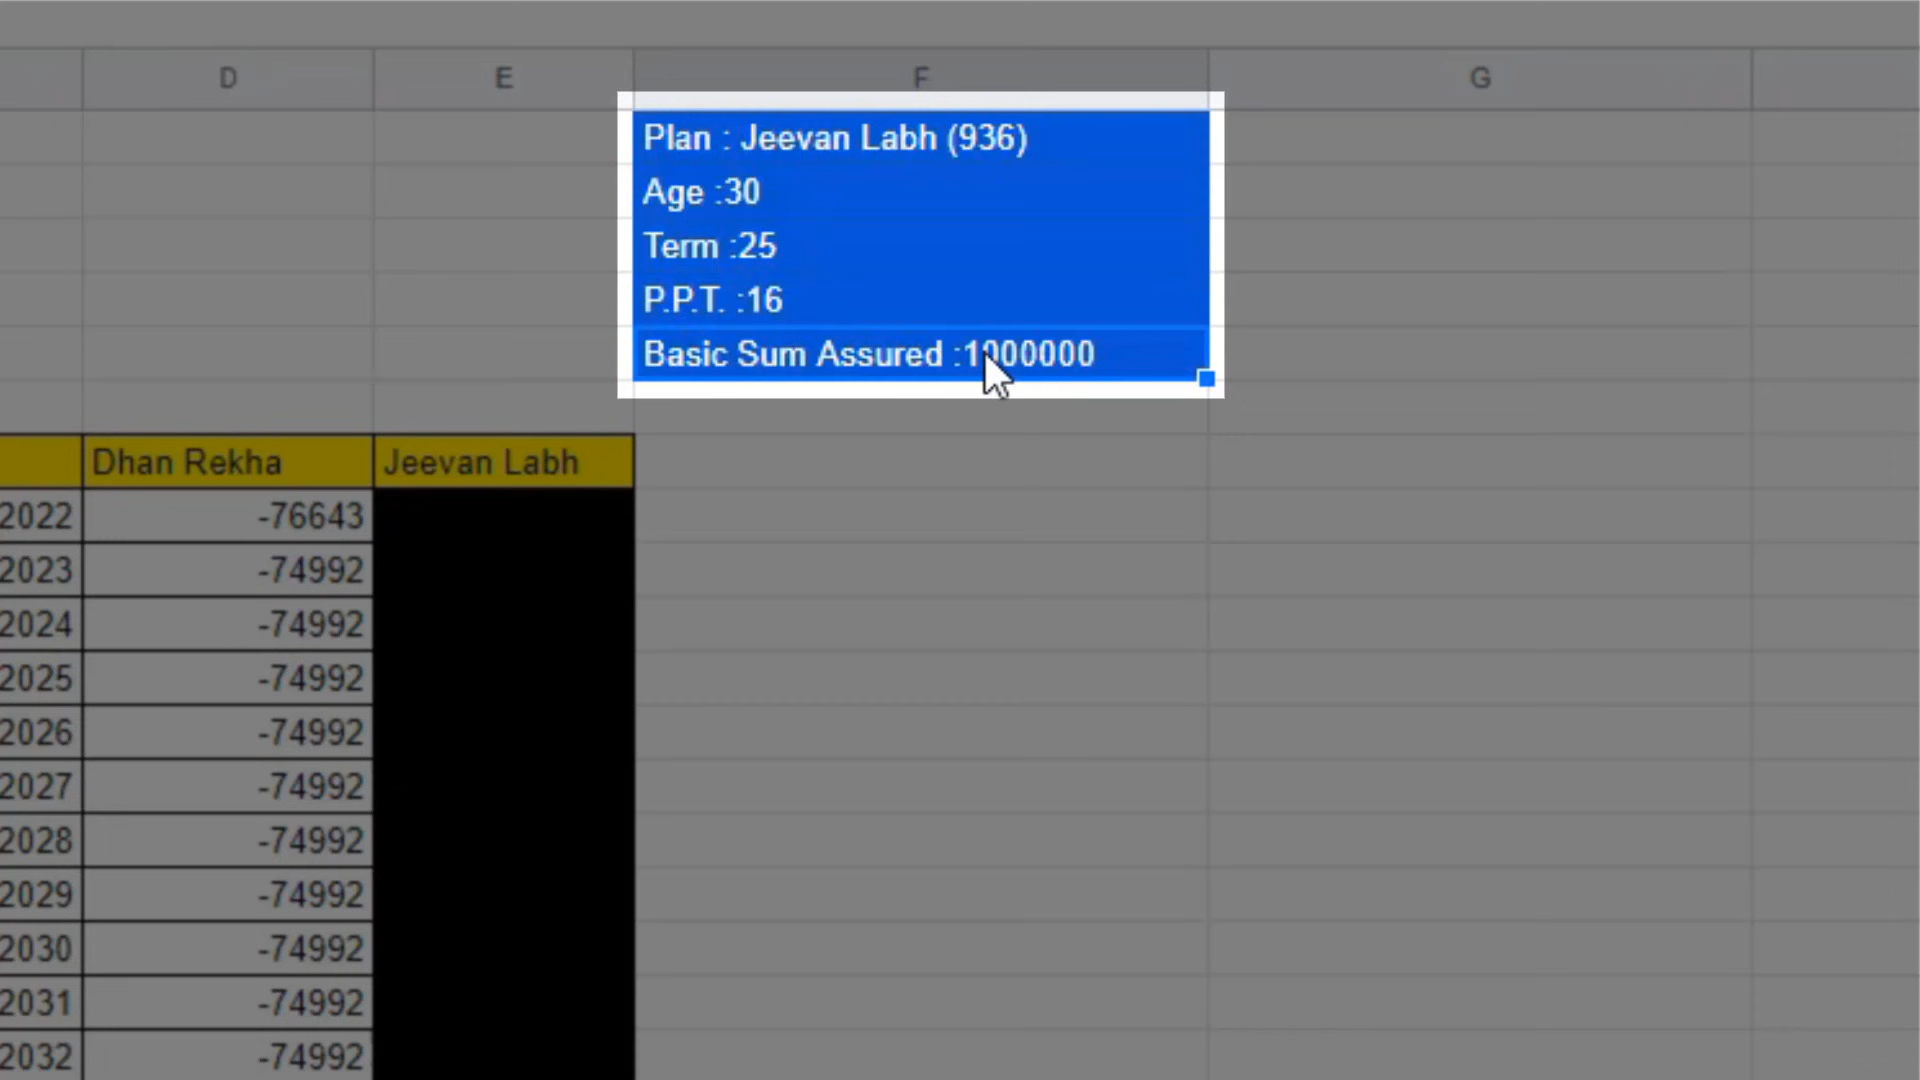 D E F G
Plan : Jeevan Labh (936)
Age :30
Term :25
P.P.T. :16
Basic Sum Assured :1000000
Dhan Rekha Jeevan Labh
2022 -76643
2023 -74992
2024 -74992
2025 -74992
2026 -74992
2027 -74992
2028 -74992
2029 -74992
2030 -74992
2031 -74992
2032 -74992